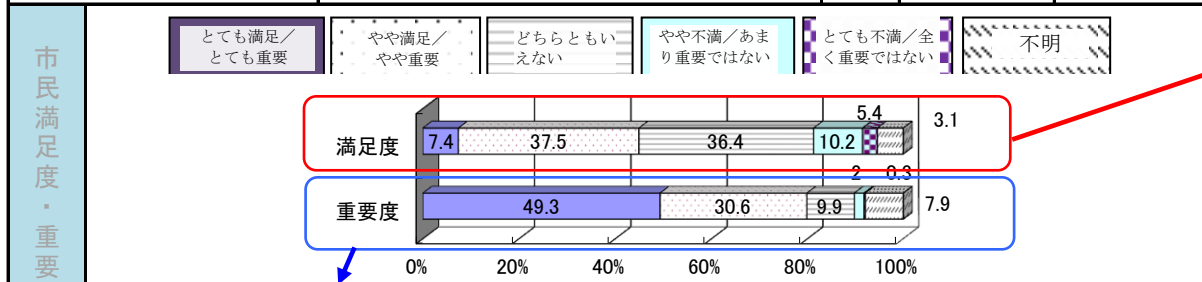 とても満足／
とても重要
やや満足／
やや重要
どちらともい
えない
やや不満／あま
り重要ではない
とても不満／全
く重要ではない
不明
市民満足度・重要
満足度
7.4
37.5
36.4
10.2
5.4
3.1
重要度
49.3
30.6
9.9
2
0.3
7.9
0%
20%
40%
60%
80%
100%